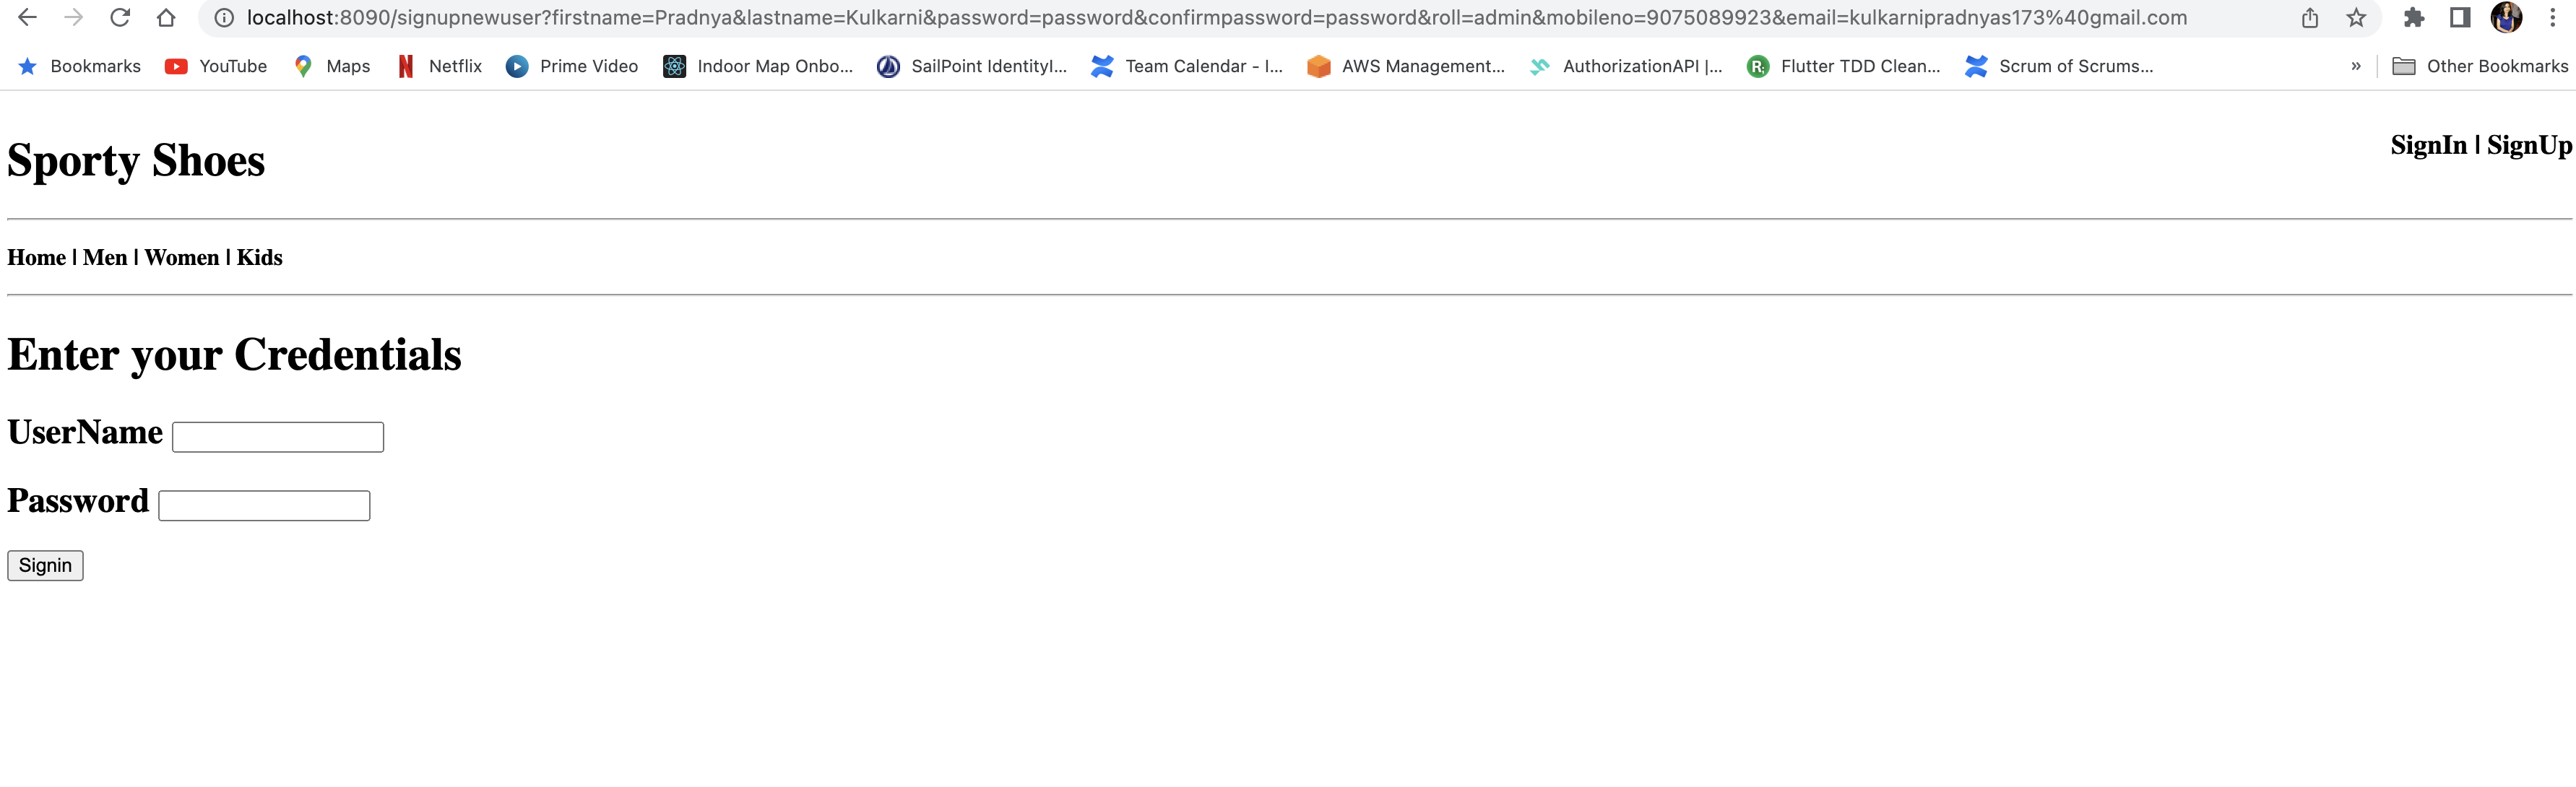 localhost:8090/signupnewuser?firstname=Pradnya&lastname=Kulkarni&password=password&confirmpassword=password&roll=admin&mobileno=9075089923&email=kulkarnipradnyas173%40gmail.com
Bookmarks YouTube Maps Netflix Prime Video Indoor Map Onbo... SailPoint IdentityI... Team Calendar - I... AWS Management... AuthorizationAPI |... Flutter TDD Clean... Scrum of Scrums... » Other Bookmarks
Sporty Shoes SignIn | SignUp
Home | Men | Women | Kids
Enter your Credentials
UserName
Password
Signin